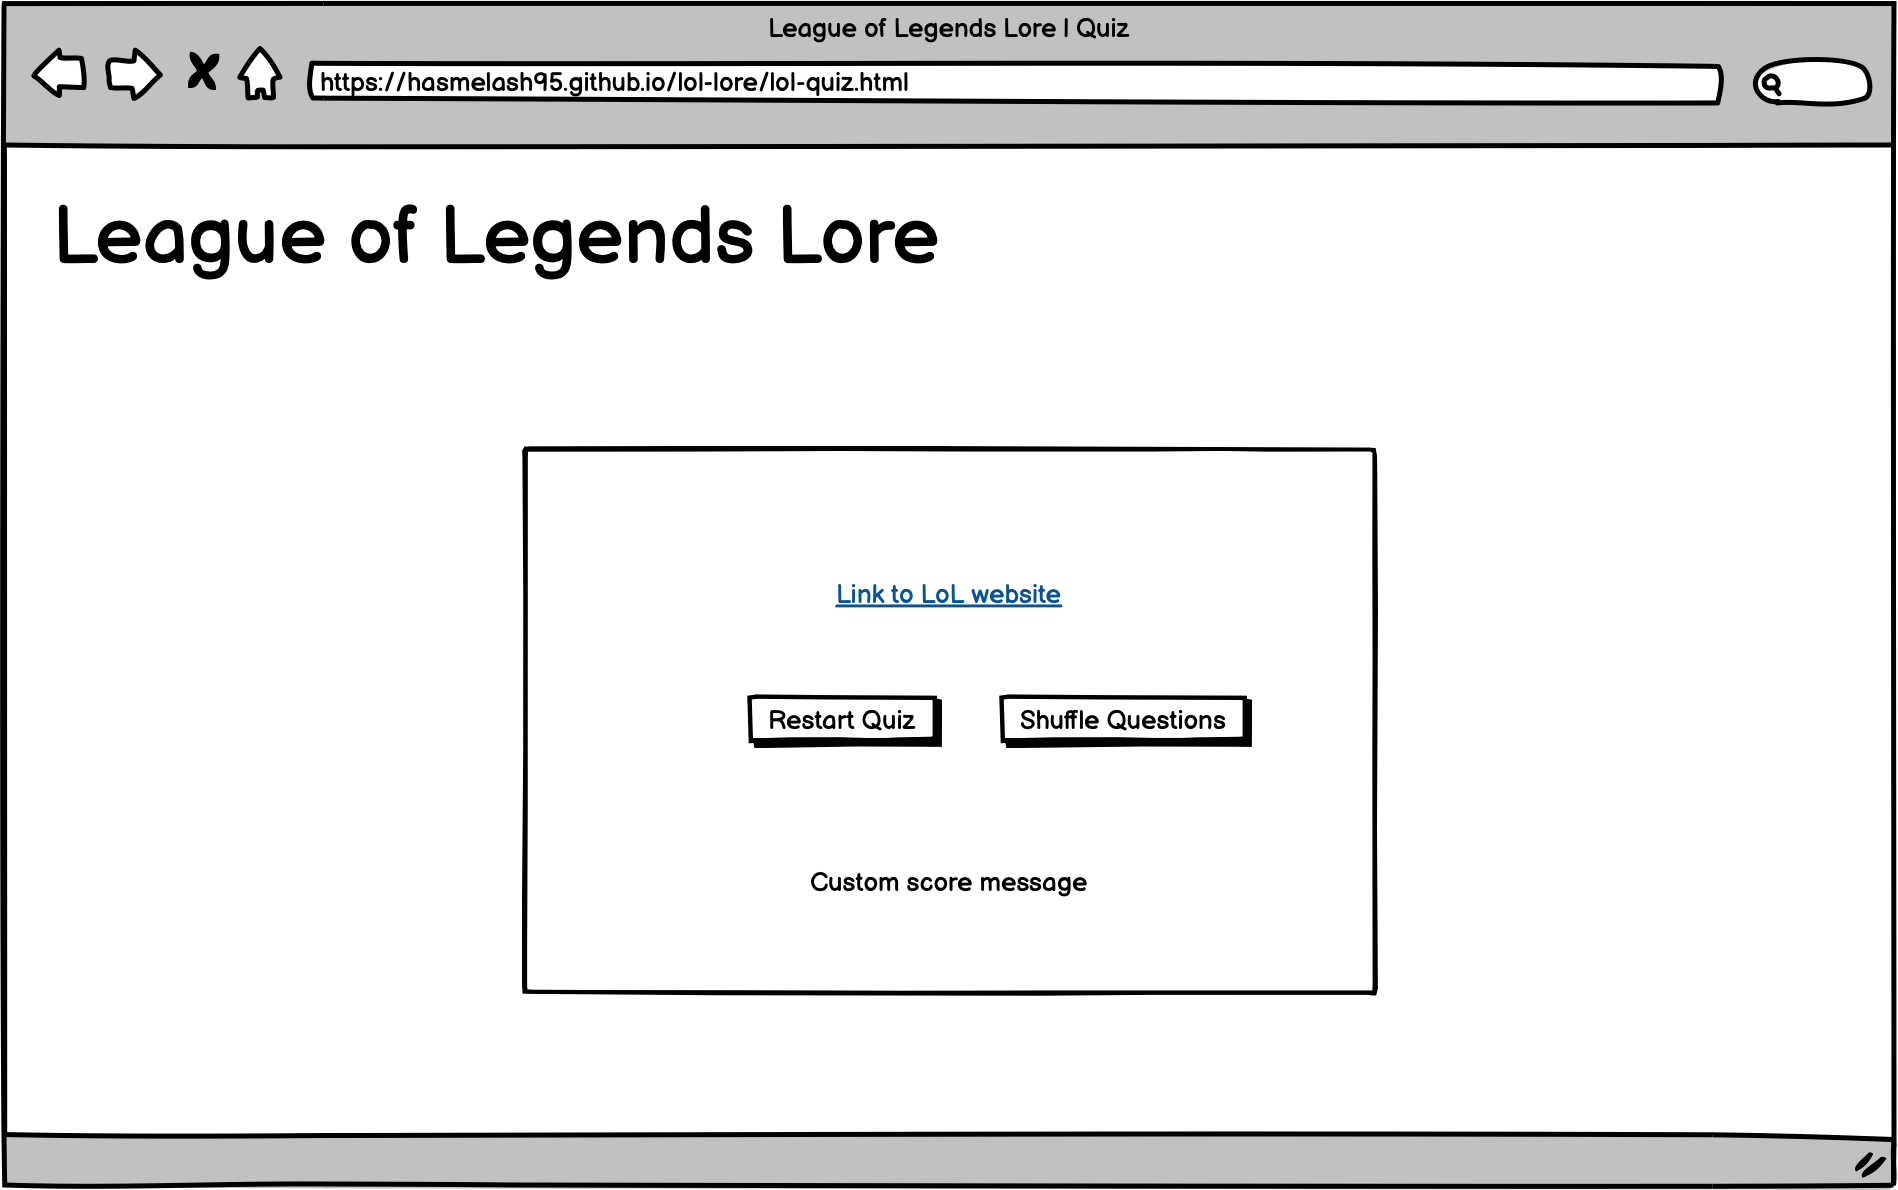 League of Legends Lore | Quiz
https://hasmelash95.github.io/lol-lore/lol-quiz.html
League of Legends Lore
Link to LoL website
Restart Quiz
Shuffle Questions
Custom score message